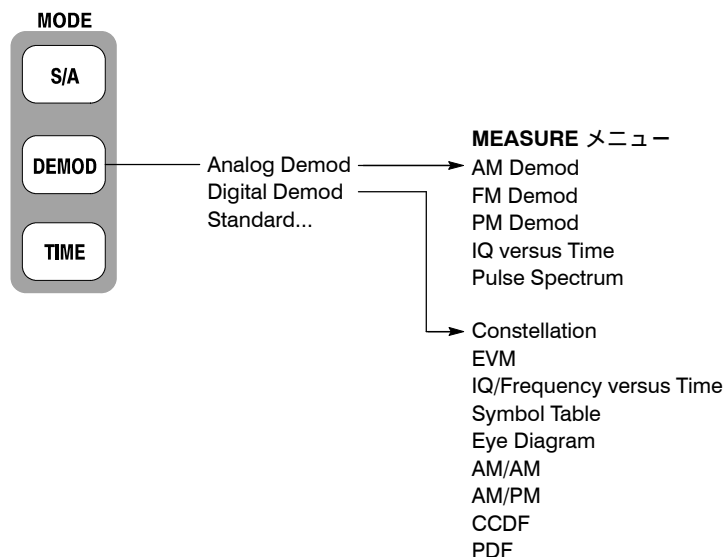 MODE
S/A
DEMOD
TIME
Analog Demod
Digital Demod
Standard...
MEASURE メニュー
AM Demod
FM Demod
PM Demod
IQ versus Time
Pulse Spectrum
Constellation
EVM
IQ/Frequency versus Time
Symbol Table
Eye Diagram
AM/AM
AM/PM
CCDF
PDF